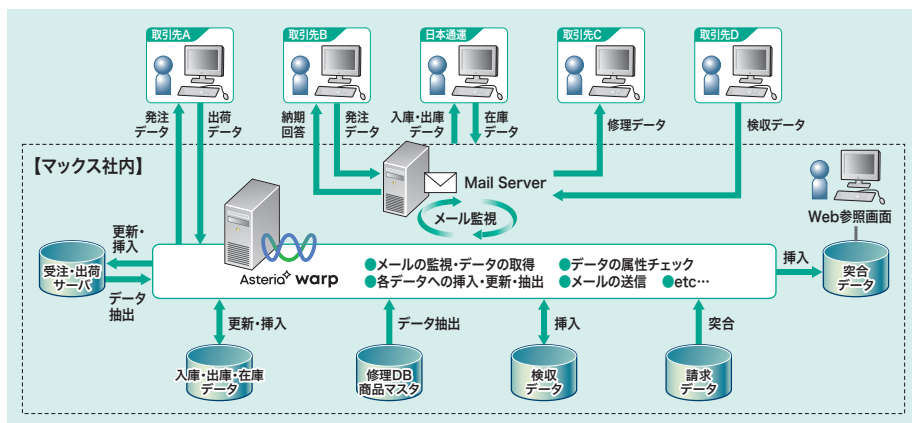 取引先A
取引先B
日本通運
取引先C
取引先D
発注
データ
出荷
データ
納期
回答
発注
データ
入庫・出庫
データ
在庫
データ
修理データ
検収データ
【マックス社内】
Mail Server
メール監視
Web参照画面
更新・
挿入
受注・出荷
サーバ
データ
抽出
Asteria warp
●メールの監視・データの取得
●データの属性チェック
●各データへの挿入・更新・抽出
●メールの送信
●etc…
挿入
突合
データ
更新・挿入
データ抽出
挿入
突合
入庫・出庫・在庫
データ
修理DB
商品マスタ
検収
データ
請求
データ